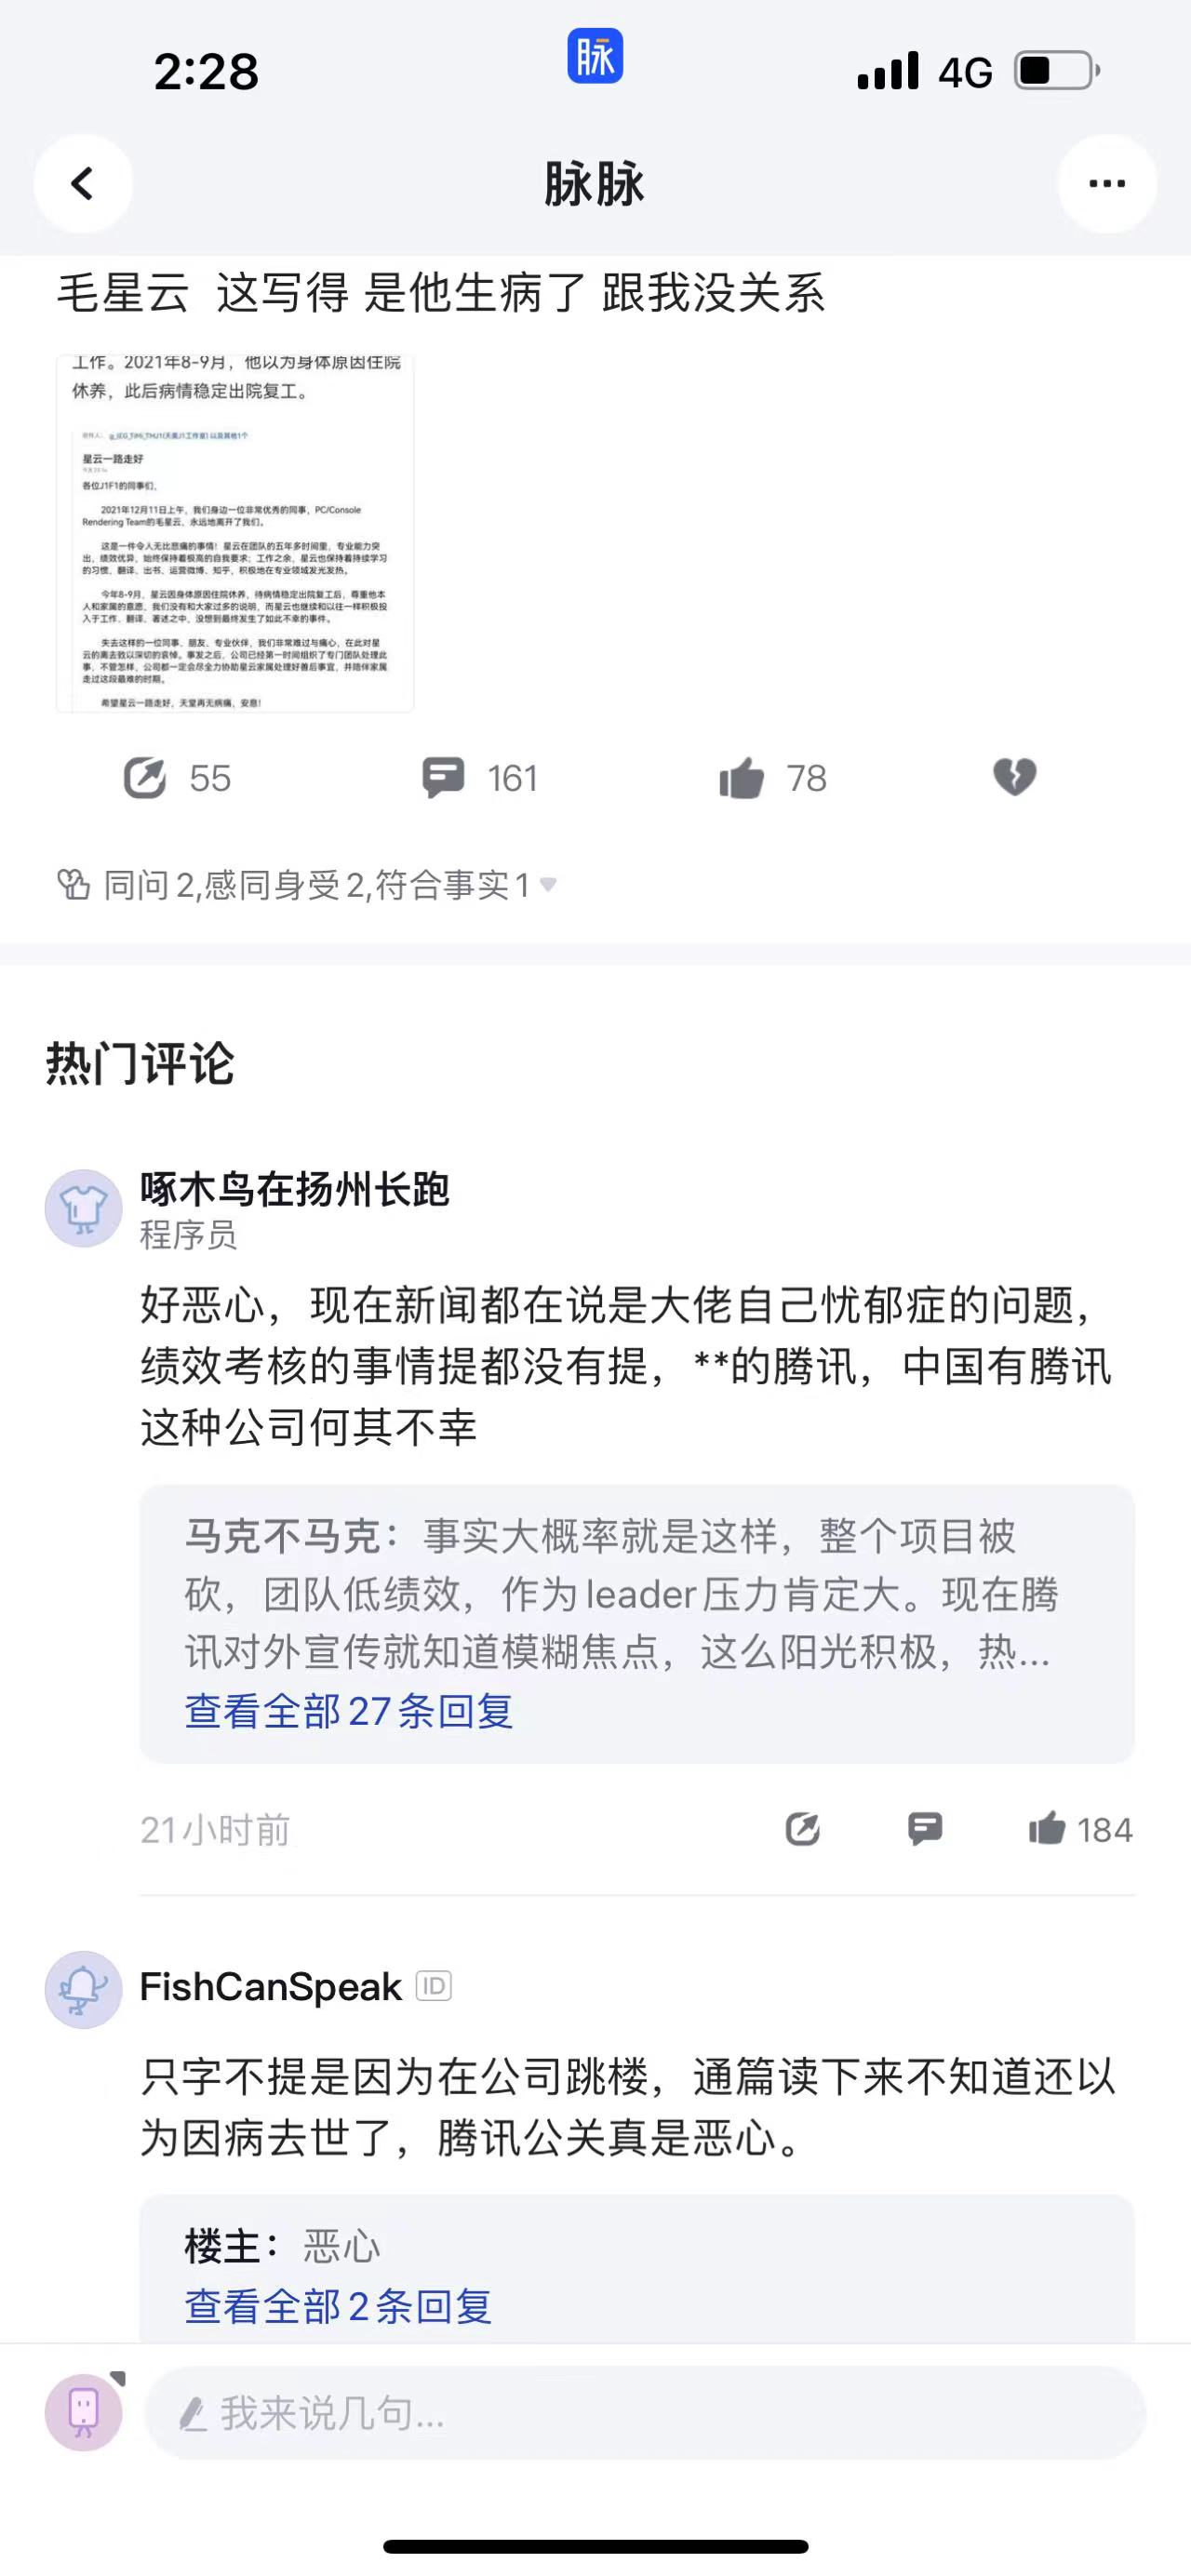 2:28
脉
4G
脉脉
毛星云 这写得 是他生病了 跟我没关系
工作。2021年8-9月，他以为身体原因住院
休养，此后病情稳定出院复工。
星云一路走好
各位J1F1的同事们，
2021年12月11日上午，我们身边一位非常优秀的同事，PC/Console
Rendering Team的毛星云，永远地离开了我们。
这是一件令人无比悲痛的事情！星云在团队的五年多时间里，专业能力突
出、绩效优异，始终保持着极高的自我要求；工作之余，星云也保持着持续学习
的习惯，翻译、出书、运营微博、知乎，积极地在专业领域发光发热。
今年8-9月，星云因身体原因住院休养，待病情稳定出院复工后，尊重他本
人和家属的意愿，我们没有和大家过多的说明，而星云也继续和以往一样积极投
入于工作、翻译、著述之中，没想到最终发生了如此不幸的事件。
失去这样的一位同事、朋友、专业伙伴，我们非常难过与痛心，在此对星
云的离去致以深切的哀悼。事发之后，公司已经第一时间组织了专门团队处理此
事，不管怎样，公司都一定会尽全力协助星云家属处理好善后事宜，并陪伴家属
走过这段最难的时期。
希望星云一路走好，天堂再无病痛，安息！
55 161 78
同问2,感同身受2,符合事实1
热门评论
啄木鸟在扬州长跑
程序员
好恶心，现在新闻都在说是大佬自己忧郁症的问题，
绩效考核的事情提都没有提，**的腾讯，中国有腾讯
这种公司何其不幸
马克不马克：事实大概率就是这样，整个项目被
砍，团队低绩效，作为leader压力肯定大。现在腾
讯对外宣传就知道模糊焦点，这么阳光积极，热...
查看全部27条回复
21小时前 184
FishCanSpeak ID
只字不提是因为在公司跳楼，通篇读下来不知道还以
为因病去世了，腾讯公关真是恶心。
楼主：恶心
查看全部2条回复
我来说几句...